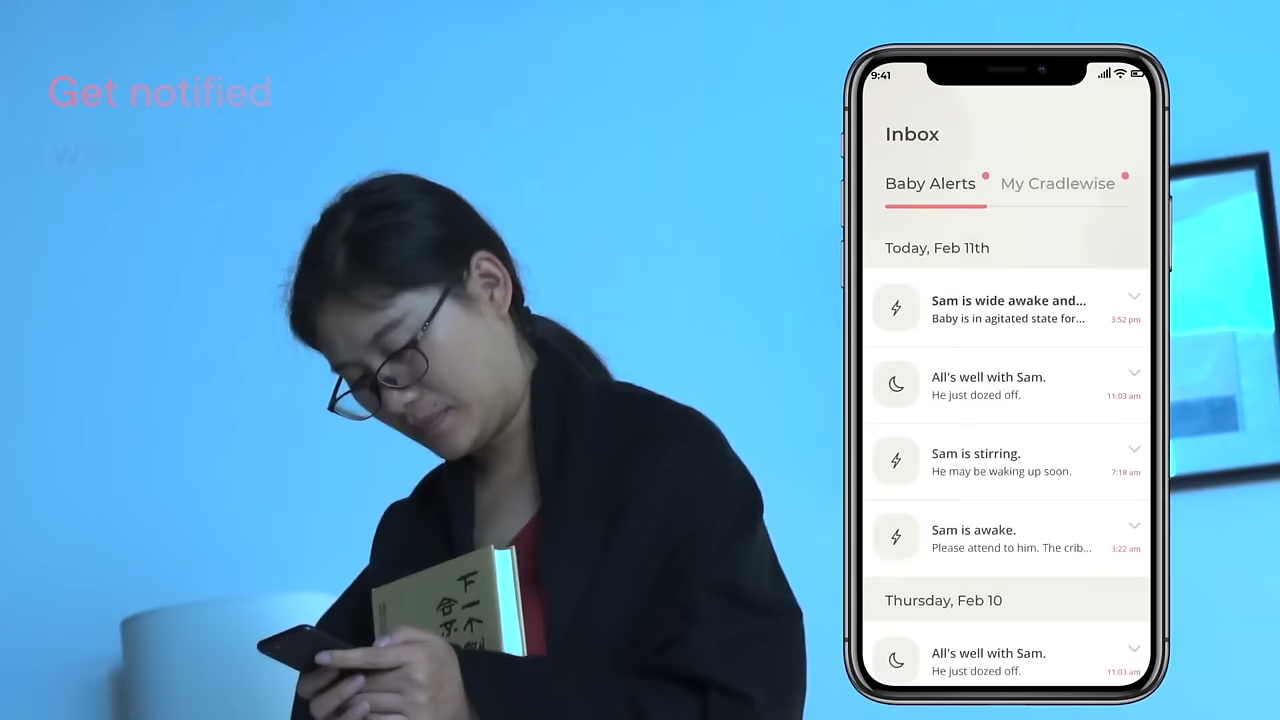 Get notified
9:41
Inbox
Baby Alerts
My Cradlewise
Today, Feb 11th
Sam is wide awake and...
Baby is in agitated state for...
3:52 pm
All's well with Sam.
He just dozed off.
11:03 am
Sam is stirring.
He may be waking up soon.
7:18 am
Sam is awake.
Please attend to him. The crib...
3:22 am
Thursday, Feb 10
All's well with Sam.
He just dozed off.
11:03 am